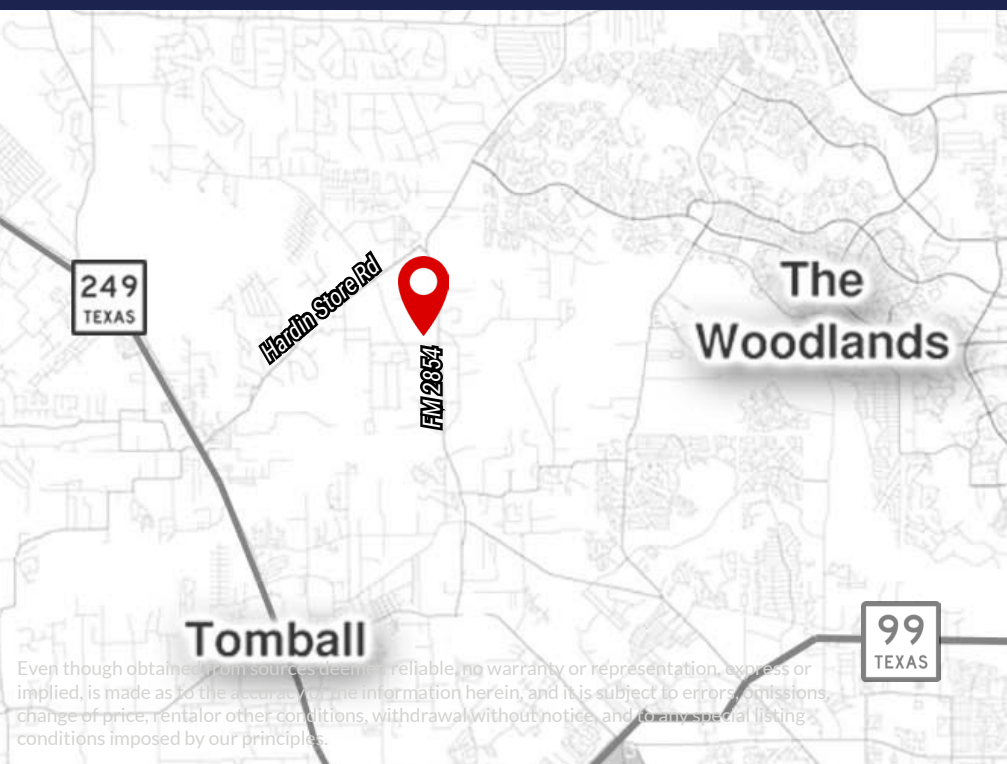 249
TEXAS
Hardin Store Rd
The
Woodlands
FM 2854
Tomball
99
TEXAS
Even though obtained from sources deemed reliable, no warranty or representation, express or
implied, is made as to the accuracy of the information herein, and it is subject to errors, omissions,
change of price, rentalor other conditions, withdrawal without notice, and to any special listing
conditions imposed by our principles.